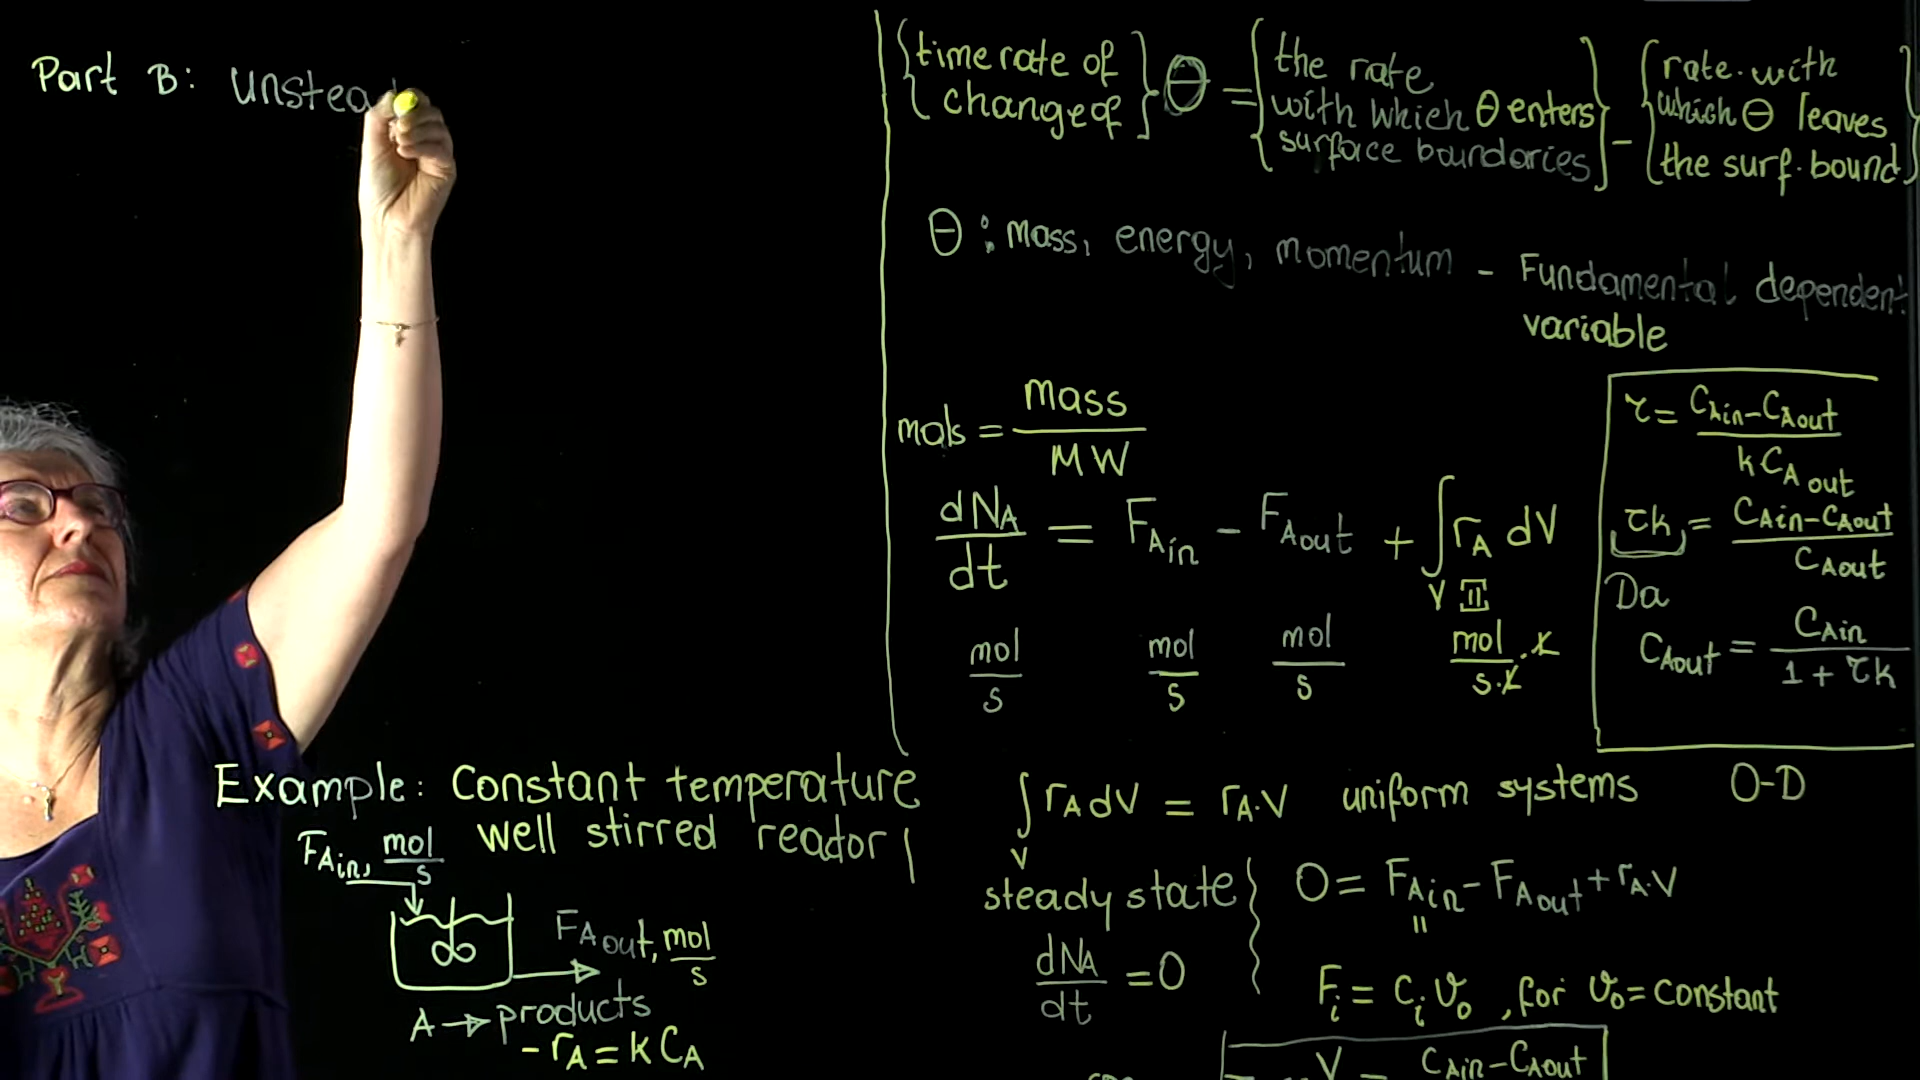 Part B: unstea
{time rate of change of} θ = {the rate with which θ enters surface boundaries} - {rate with which θ leaves the surf. bound}
θ : mass, energy, momentum - Fundamental dependent variable
mols = mass / MW
dNA/dt = FAin - FAout + ∫V rA dV
II
mol/s mol/s mol/s mol/s.L . L
τ = CAin-CAout / kCAout
τk = CAin-CAout / CAout
Da
CAout = CAin / 1 + τk
Example: Constant temperature
well stirred reactor
FAin, mol/s
FAout, mol/s
A → products
-rA = kCA
∫V rA dV = rA.V uniform systems 0-D
steady state
dNA/dt = 0
0 = FAin - FAout + rA.V
=
Fi = Ci υ0 , for υ0 = constant
V = CAin-CAout